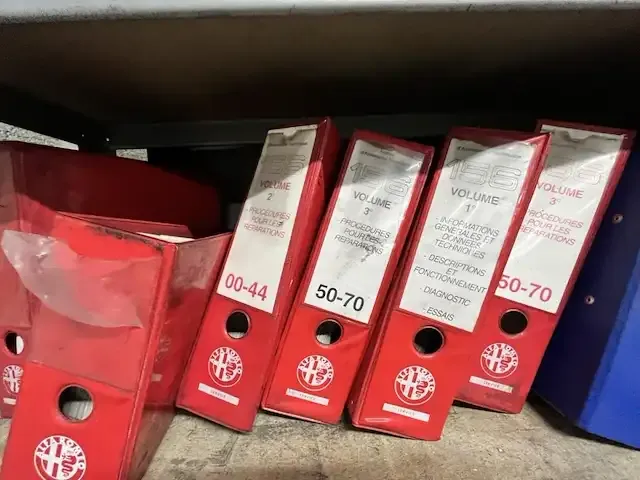 ALFA ROMEO
VOLUME
2
- PROCEDURES
POUR LES
REPARATIONS
00-44
156
VOLUME
3
- PROCEDURES
POUR LES
REPARATIONS
50-70
156
VOLUME
1
- INFORMATIONS
GENERALES ET
DONNEES
TECHNIQUES
- DESCRIPTIONS
ET
FONCTIONNEMENT
- DIAGNOSTIC
- ESSAIS
VOLUME
3
PROCEDURES
POUR LES
REPARATIONS
50-70